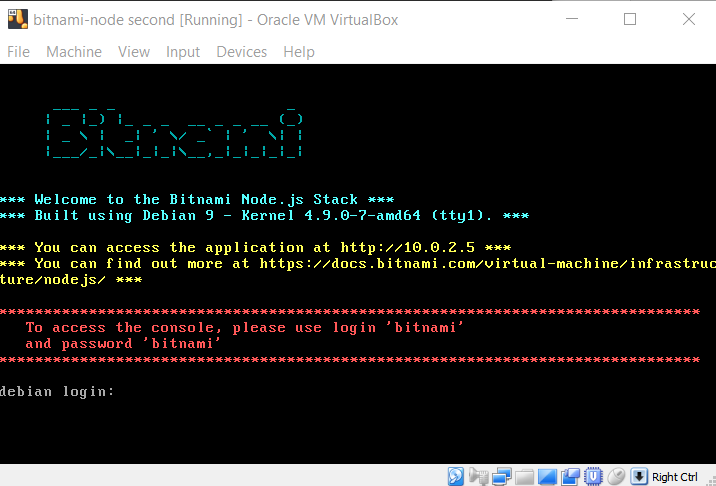 bitnami-node second [Running] - Oracle VM VirtualBox
File Machine View Input Devices Help
Bitnami
*** Welcome to the Bitnami Node.js Stack ***
*** Built using Debian 9 - Kernel 4.9.0-7-amd64 (tty1). ***
*** You can access the application at http://10.0.2.5 ***
*** You can find out more at https://docs.bitnami.com/virtual-machine/infrastruc
ture/nodejs/ ***
*******************************************************************************
To access the console, please use login 'bitnami'
and password 'bitnami'
*******************************************************************************
debian login:
Right Ctrl